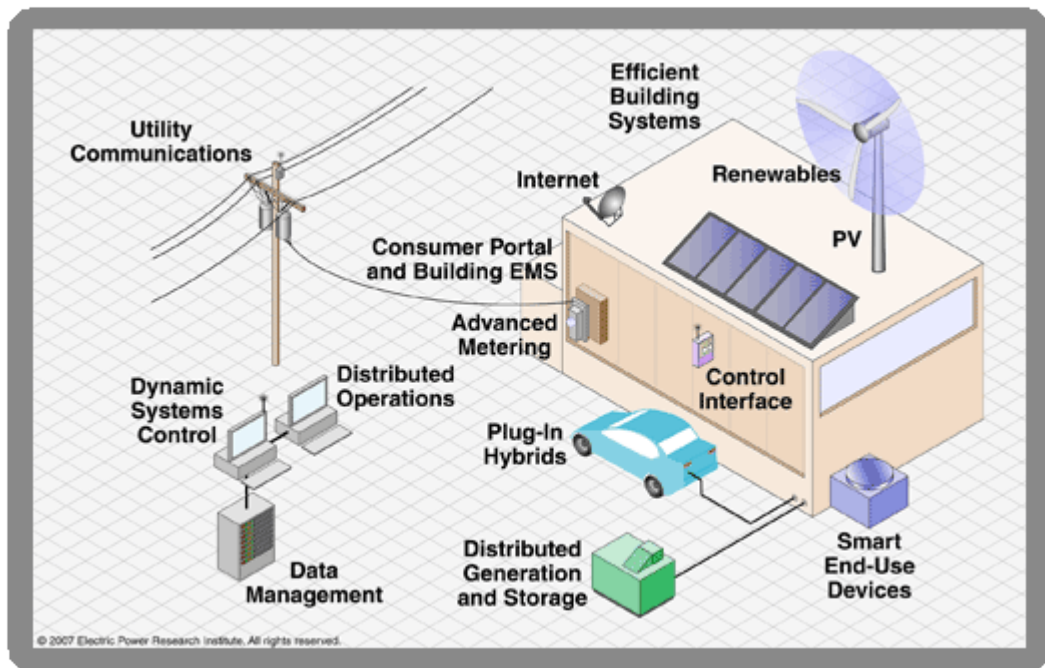 Efficient
Building
Systems
Utility
Communications
Internet
Renewables
PV
Consumer Portal
and Building EMS
Advanced
Metering
Control
Interface
Dynamic
Systems
Control
Distributed
Operations
Plug-In
Hybrids
Data
Management
Distributed
Generation
and Storage
Smart
End-Use
Devices
© 2007 Electric Power Research Institute. All rights reserved.